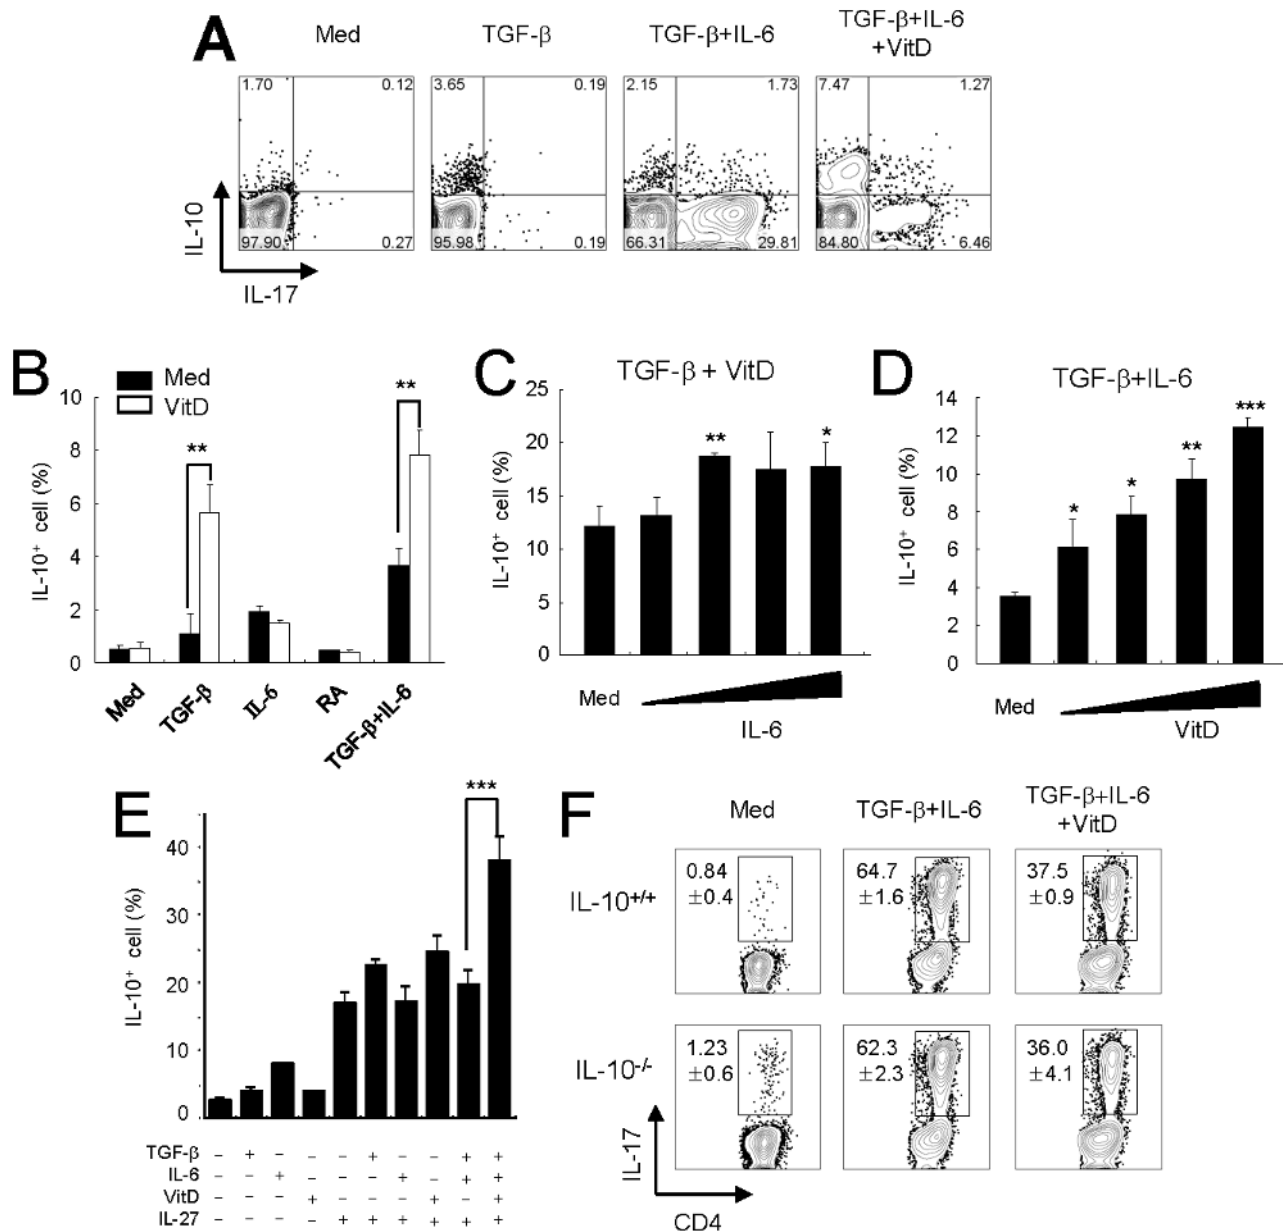 A
Med
TGF-β
TGF-β+IL-6
TGF-β+IL-6
+VitD
1.70 0.12
97.90 0.27
3.65 0.19
95.98 0.19
2.15 1.73
66.31 29.81
7.47 1.27
84.80 6.46
IL-10
IL-17
B
Med
VitD
**
**
10
8
6
4
2
0
IL-10⁺ cell (%)
Med
TGF-β
IL-6
RA
TGF-β+IL-6
C
TGF-β + VitD
25
20
15
10
5
0
IL-10⁺ cell (%)
**
*
Med
IL-6
D
TGF-β+IL-6
14
12
10
8
6
4
2
0
IL-10⁺ cell (%)
*
*
**
***
Med
VitD
E
***
40
30
20
10
0
IL-10⁺ cell (%)
TGF-β − + − − − + − − + +
IL-6 − − + − − − + − + +
VitD − − − + − − − + − +
IL-27 − − − − + + + + + +
F
Med
TGF-β+IL-6
TGF-β+IL-6
+VitD
IL-10⁺/⁺
0.84
±0.4
64.7
±1.6
37.5
±0.9
IL-10⁻/⁻
1.23
±0.6
62.3
±2.3
36.0
±4.1
IL-17
CD4